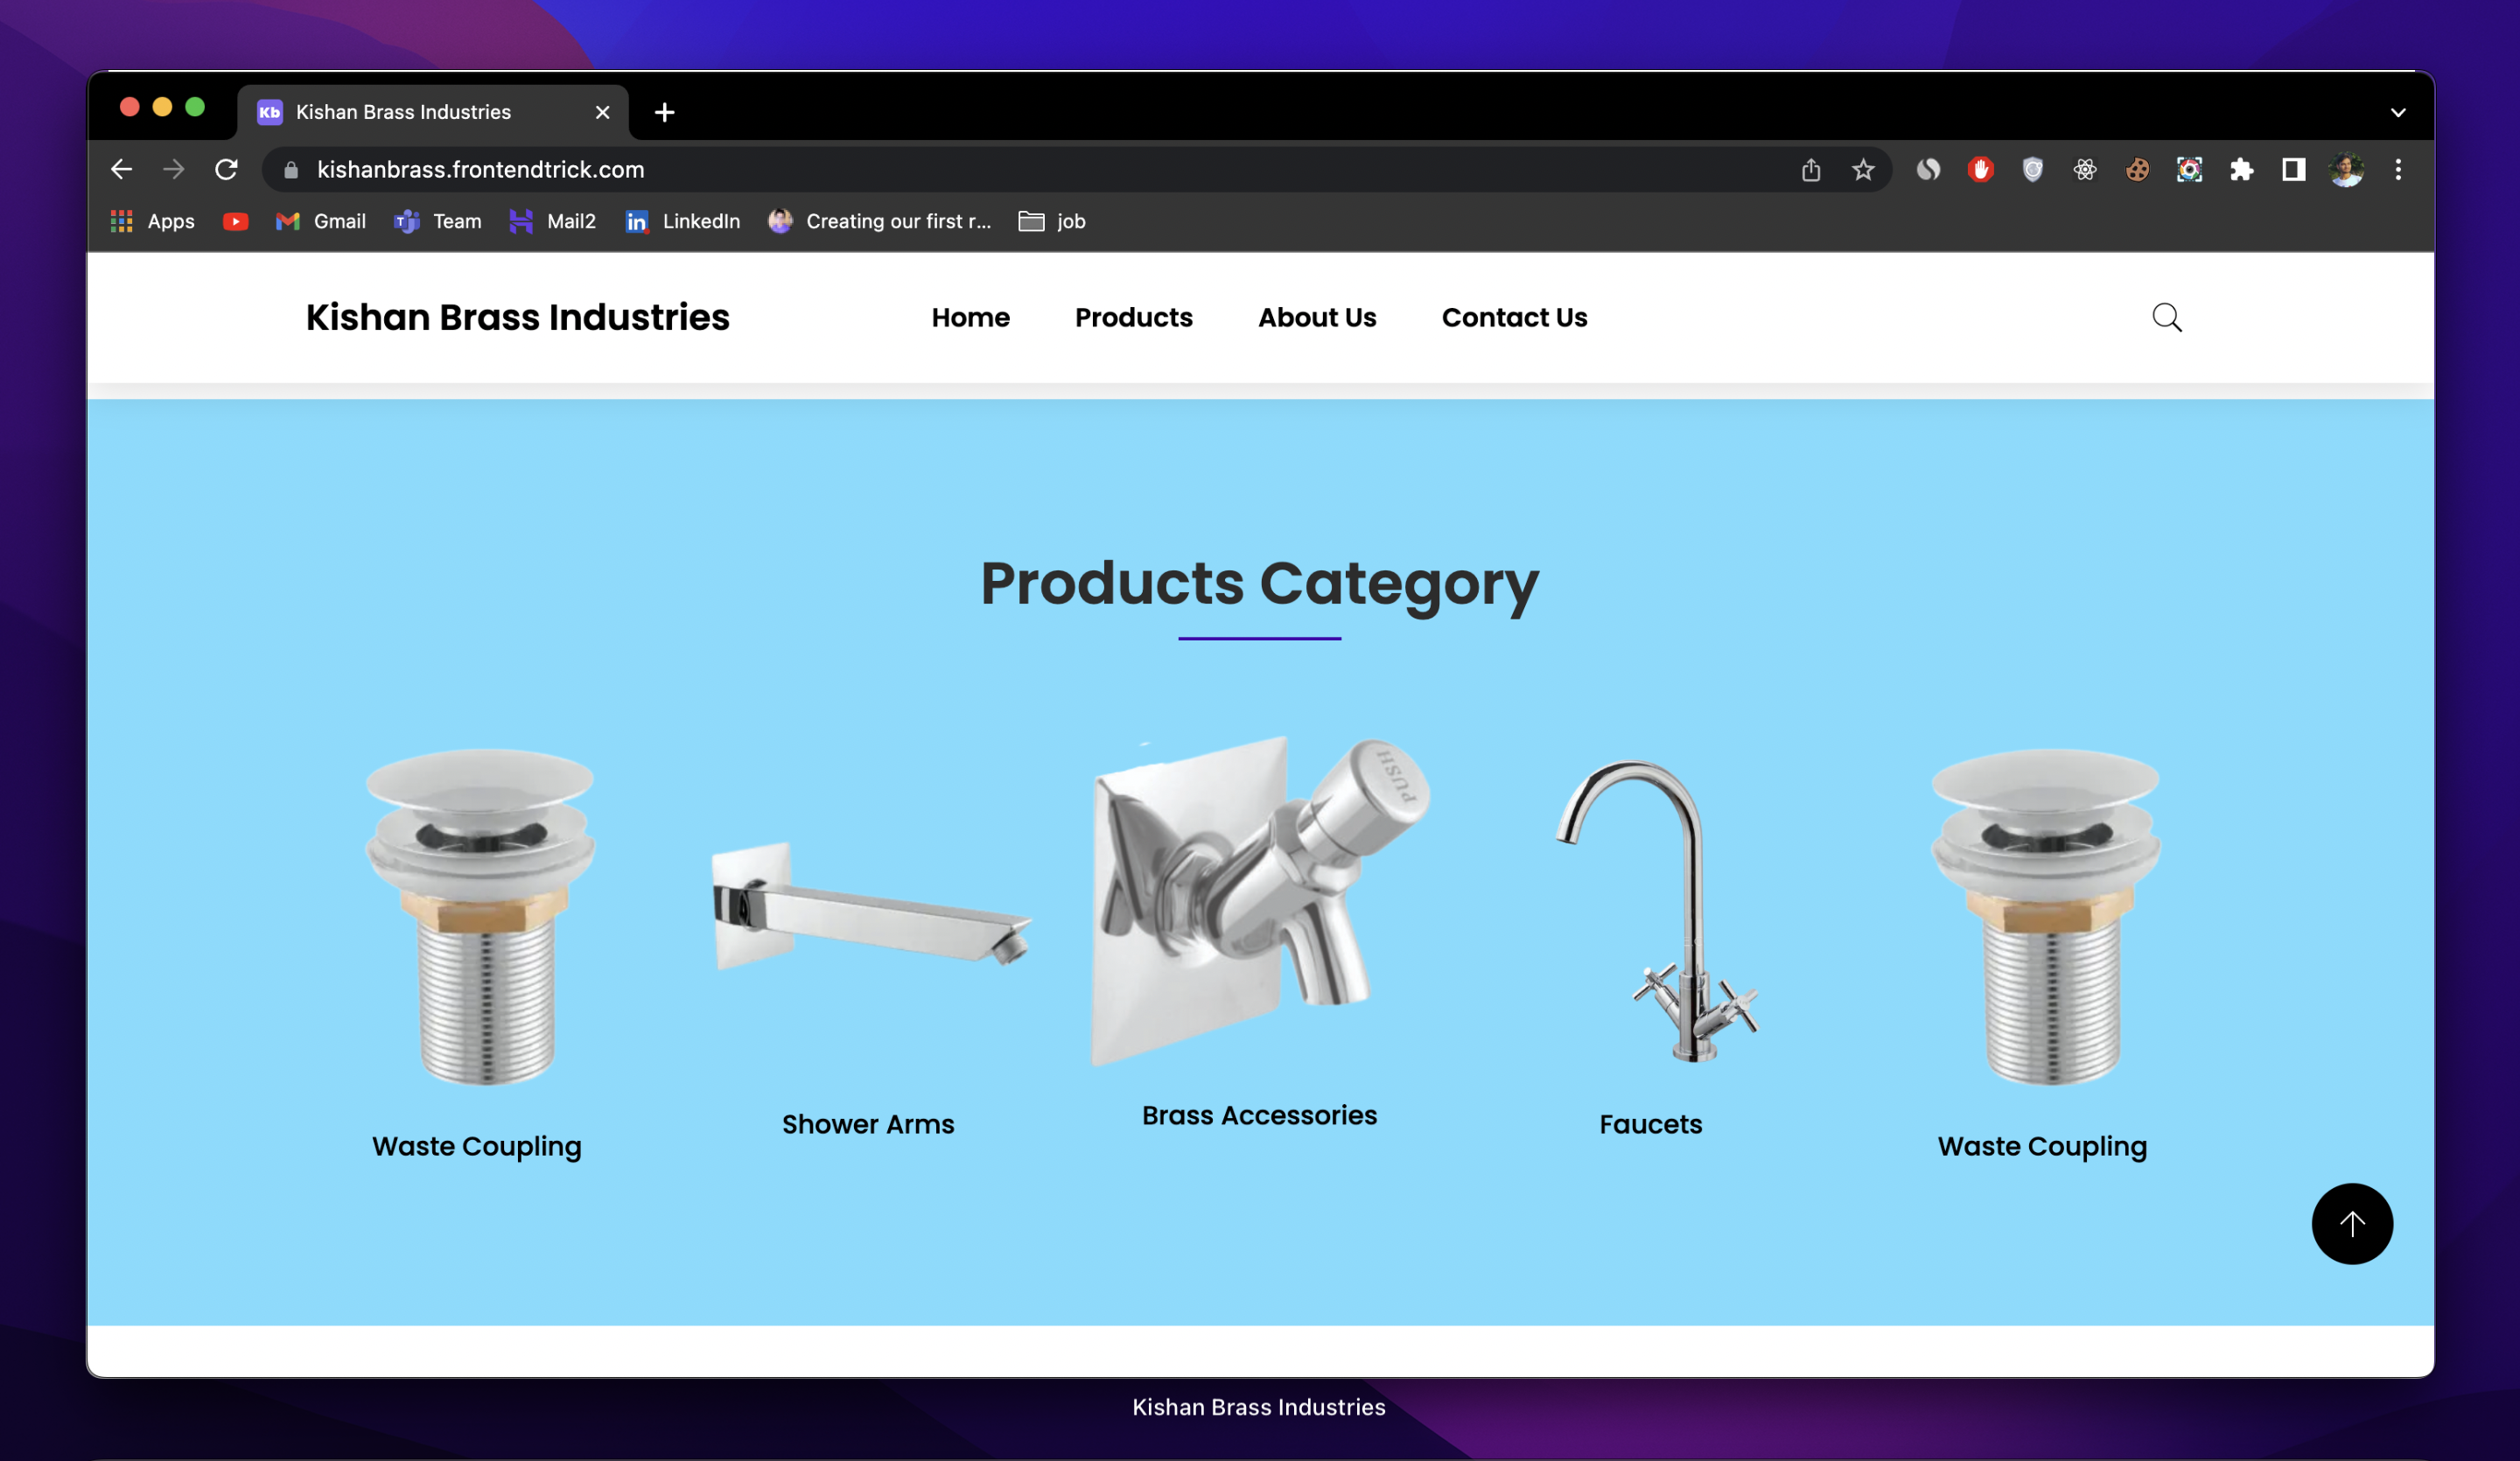 Kb Kishan Brass Industries
kishanbrass.frontendtrick.com
Apps Gmail Team Mail2 LinkedIn Creating our first r... job
Kishan Brass Industries Home Products About Us Contact Us
Products Category
PUSH
Waste Coupling
Shower Arms
Brass Accessories
Faucets
Waste Coupling
Kishan Brass Industries